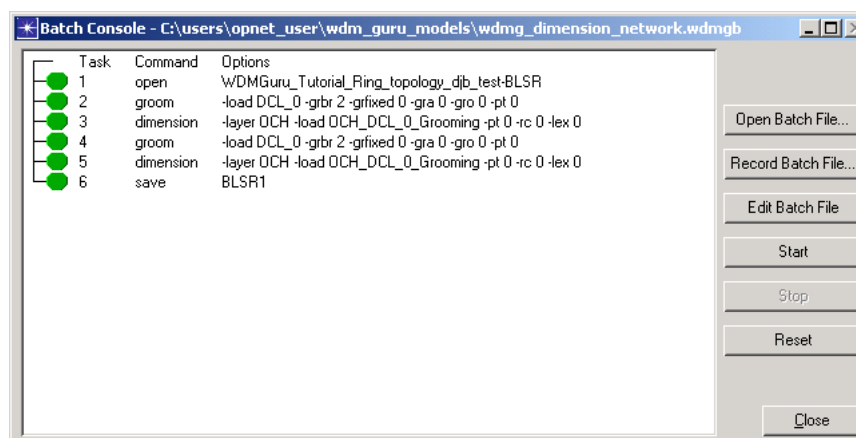 Batch Console - C:\users\opnet_user\wdm_guru_models\wdmg_dimension_network.wdmgb
Task Command Options
1 open WDMGuru_Tutorial_Ring_topology_djb_test-BLSR
2 groom -load DCL_0 -grbr 2 -grfixed 0 -gra 0 -gro 0 -pt 0
3 dimension -layer OCH -load OCH_DCL_0_Grooming -pt 0 -rc 0 -lex 0
4 groom -load DCL_0 -grbr 2 -grfixed 0 -gra 0 -gro 0 -pt 0
5 dimension -layer OCH -load OCH_DCL_0_Grooming -pt 0 -rc 0 -lex 0
6 save BLSR1
Open Batch File...
Record Batch File...
Edit Batch File
Start
Stop
Reset
Close